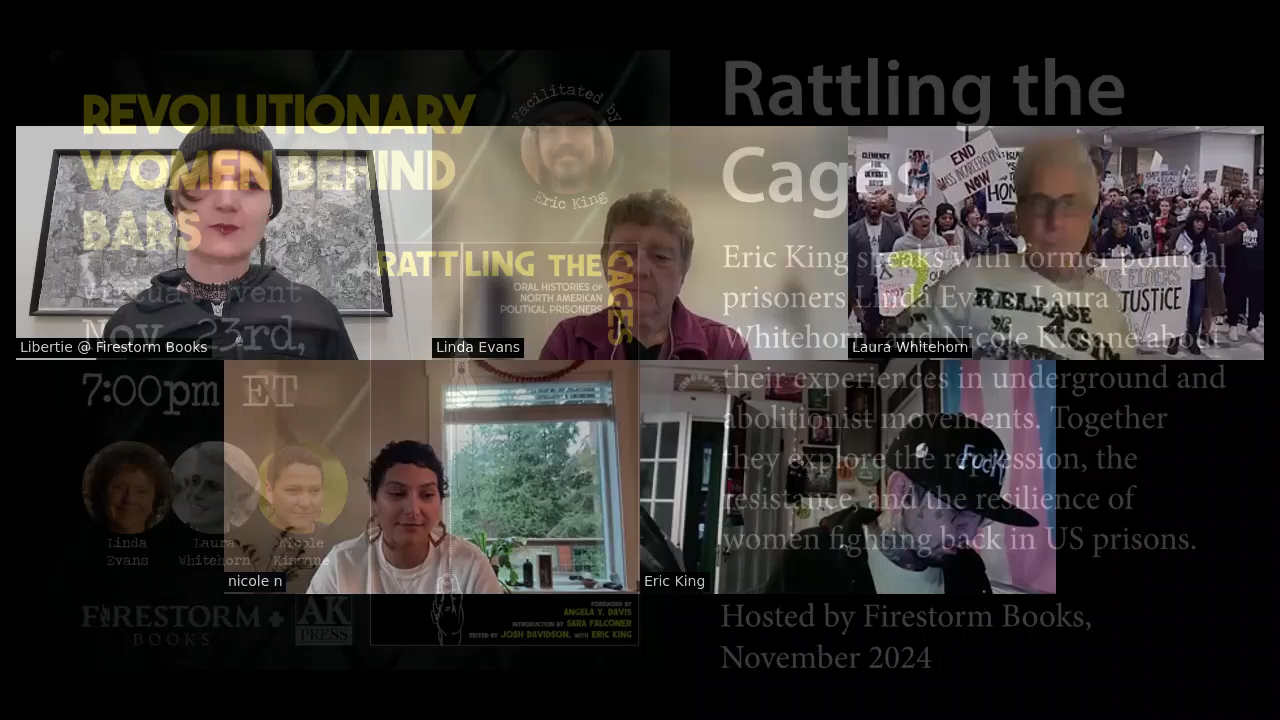 REVOLUTIONARY
WOMEN BEHIND
BARS
Virtual Event
Nov. 23rd,
7:00pm ET
Facilitated by
Eric King
RATTLING THE
CAGES
ORAL HISTORIES OF
NORTH AMERICAN
POLITICAL PRISONERS
Linda
Evans
Laura
Whitehorn
Nicole
Kissane
FIRESTORM
BOOKS
+
AK
PRESS
FOREWORD BY
ANGELA Y. DAVIS
INTRODUCTION BY SARA FALCONER
EDITED BY JOSH DAVIDSON, WITH ERIC KING
Rattling the
Cages
Eric King speaks with former political
prisoners Linda Evans, Laura
Whitehorn, and Nicole Kissane about
their experiences in underground and
abolitionist movements. Together
they explore the repression, the
resistance, and the resilience of
women fighting back in US prisons.
Hosted by Firestorm Books,
November 2024
Libertie @ Firestorm Books
Linda Evans
Laura Whitehorn
nicole n
Eric King
CLEMENCY
FOR
END
MASS INCARCERATION
NOW
JUSTICE
RELEASE
Fuck